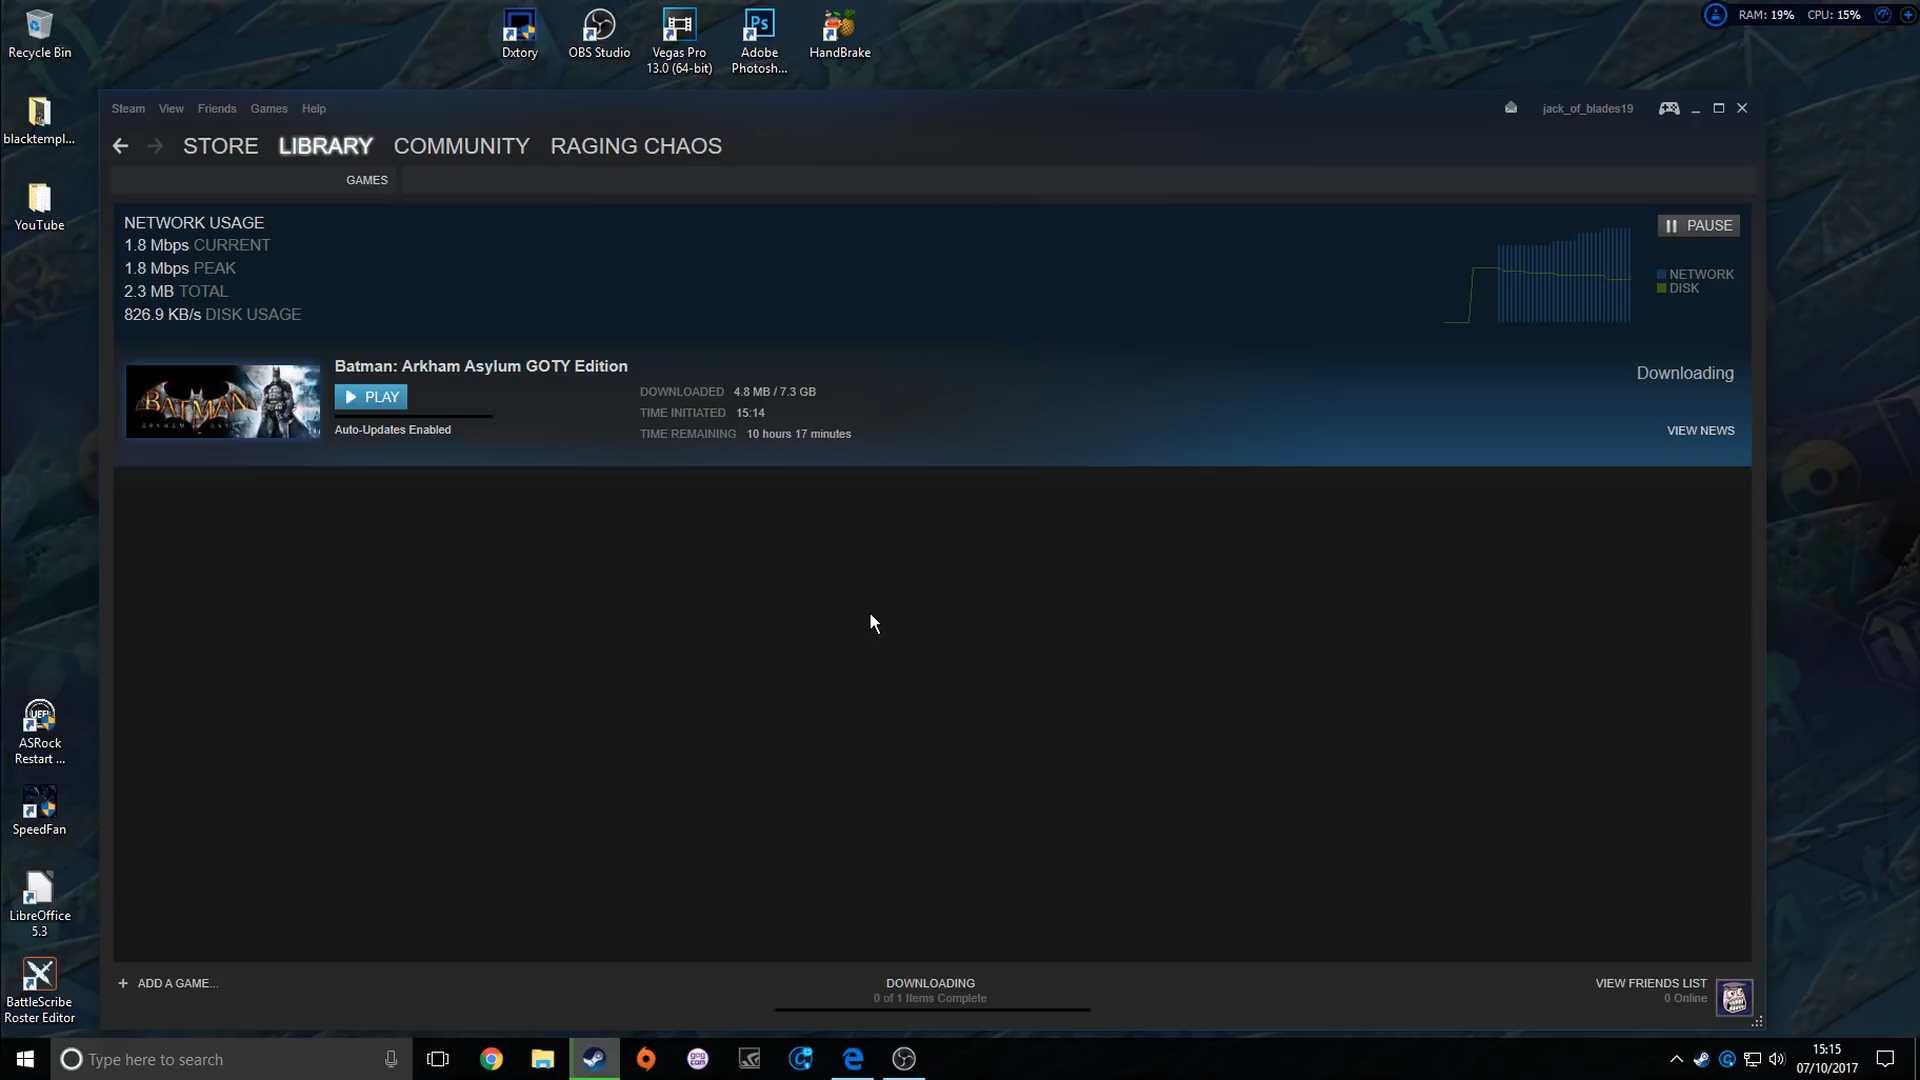 Recycle Bin
Dxtory
OBS Studio
Vegas Pro
13.0 (64-bit)
Adobe
Photosh...
HandBrake
RAM: 19% CPU: 15%
blacktempl...
YouTube
Steam View Friends Games Help
jack_of_blades19
STORE LIBRARY COMMUNITY RAGING CHAOS
GAMES
NETWORK USAGE
1.8 Mbps CURRENT
1.8 Mbps PEAK
2.3 MB TOTAL
826.9 KB/s DISK USAGE
PAUSE
NETWORK
DISK
BATMAN
ARKHAM ASYLUM
Batman: Arkham Asylum GOTY Edition
PLAY
Auto-Updates Enabled
DOWNLOADED 4.8 MB / 7.3 GB
TIME INITIATED 15:14
TIME REMAINING 10 hours 17 minutes
Downloading
VIEW NEWS
ASRock
Restart ...
SpeedFan
LibreOffice
5.3
BattleScribe
Roster Editor
+ ADD A GAME...
DOWNLOADING
0 of 1 Items Complete
VIEW FRIENDS LIST
0 Online
Type here to search
15:15
07/10/2017